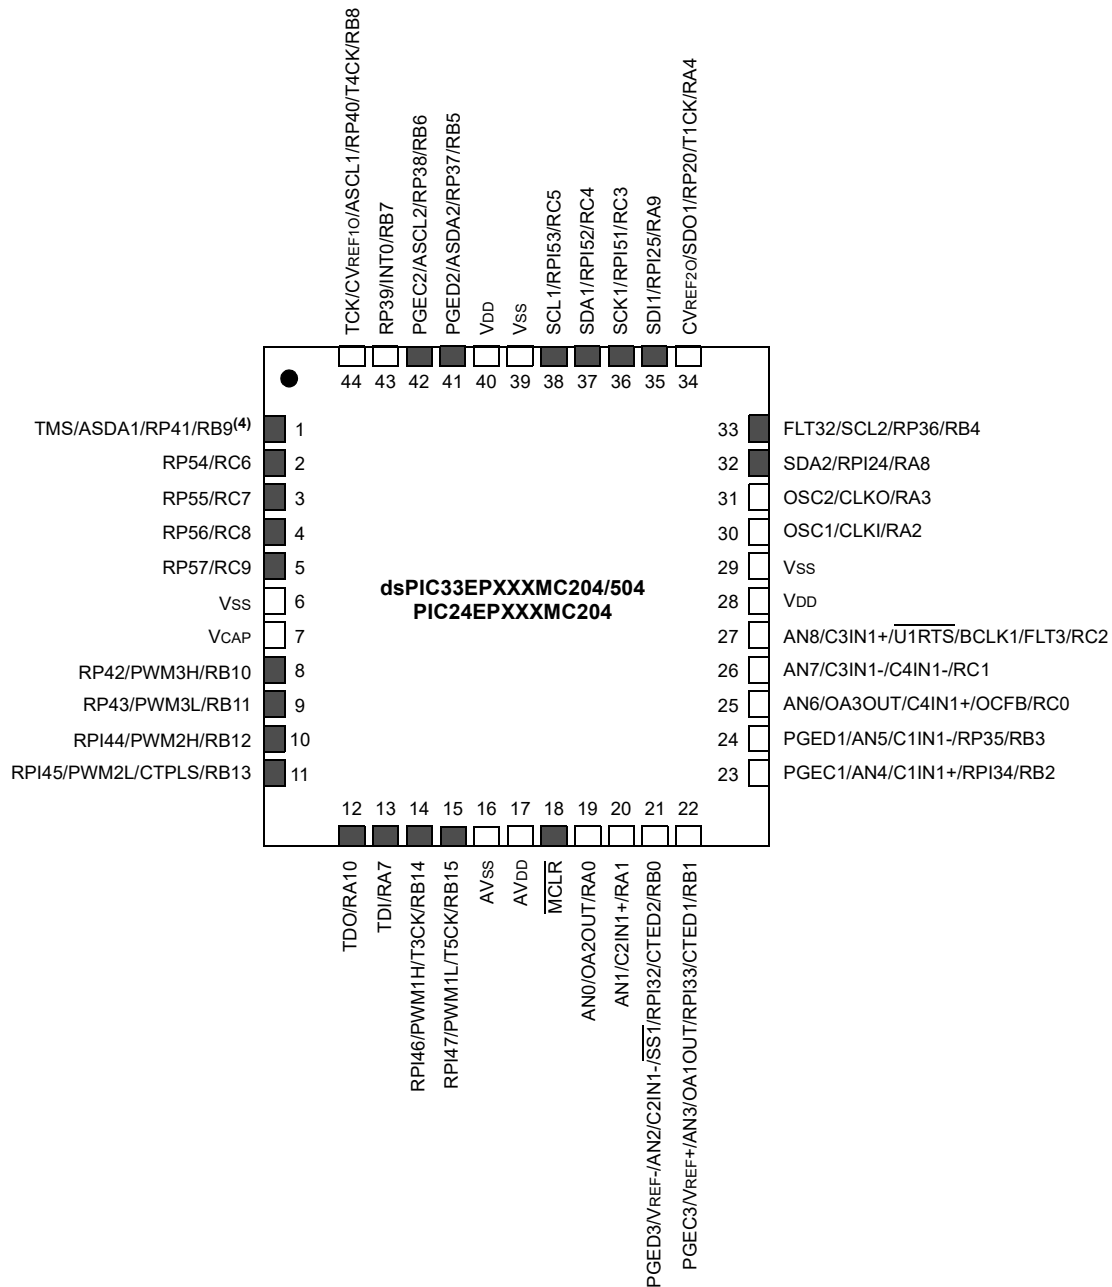 TCK/CVREF1O/ASCL1/RP40/T4CK/RB8
RP39/INT0/RB7
PGEC2/ASCL2/RP38/RB6
PGED2/ASDA2/RP37/RB5
VDD
VSS
SCL1/RPI53/RC5
SDA1/RPI52/RC4
SCK1/RPI51/RC3
SDI1/RPI25/RA9
CVREF2O/SDO1/RP20/T1CK/RA4
44 43 42 41 40 39 38 37 36 35 34
TMS/ASDA1/RP41/RB9(4) 1
RP54/RC6 2
RP55/RC7 3
RP56/RC8 4
RP57/RC9 5
VSS 6
VCAP 7
RP42/PWM3H/RB10 8
RP43/PWM3L/RB11 9
RPI44/PWM2H/RB12 10
RPI45/PWM2L/CTPLS/RB13 11
dsPIC33EPXXXMC204/504
PIC24EPXXXMC204
33 FLT32/SCL2/RP36/RB4
32 SDA2/RPI24/RA8
31 OSC2/CLKO/RA3
30 OSC1/CLKI/RA2
29 VSS
28 VDD
27 AN8/C3IN1+/U1RTS/BCLK1/FLT3/RC2
26 AN7/C3IN1-/C4IN1-/RC1
25 AN6/OA3OUT/C4IN1+/OCFB/RC0
24 PGED1/AN5/C1IN1-/RP35/RB3
23 PGEC1/AN4/C1IN1+/RPI34/RB2
12 13 14 15 16 17 18 19 20 21 22
TDO/RA10
TDI/RA7
RPI46/PWM1H/T3CK/RB14
RPI47/PWM1L/T5CK/RB15
AVSS
AVDD
MCLR
AN0/OA2OUT/RA0
AN1/C2IN1+/RA1
PGED3/VREF-/AN2/C2IN1-/SS1/RPI32/CTED2/RB0
PGEC3/VREF+/AN3/OA1OUT/RPI33/CTED1/RB1